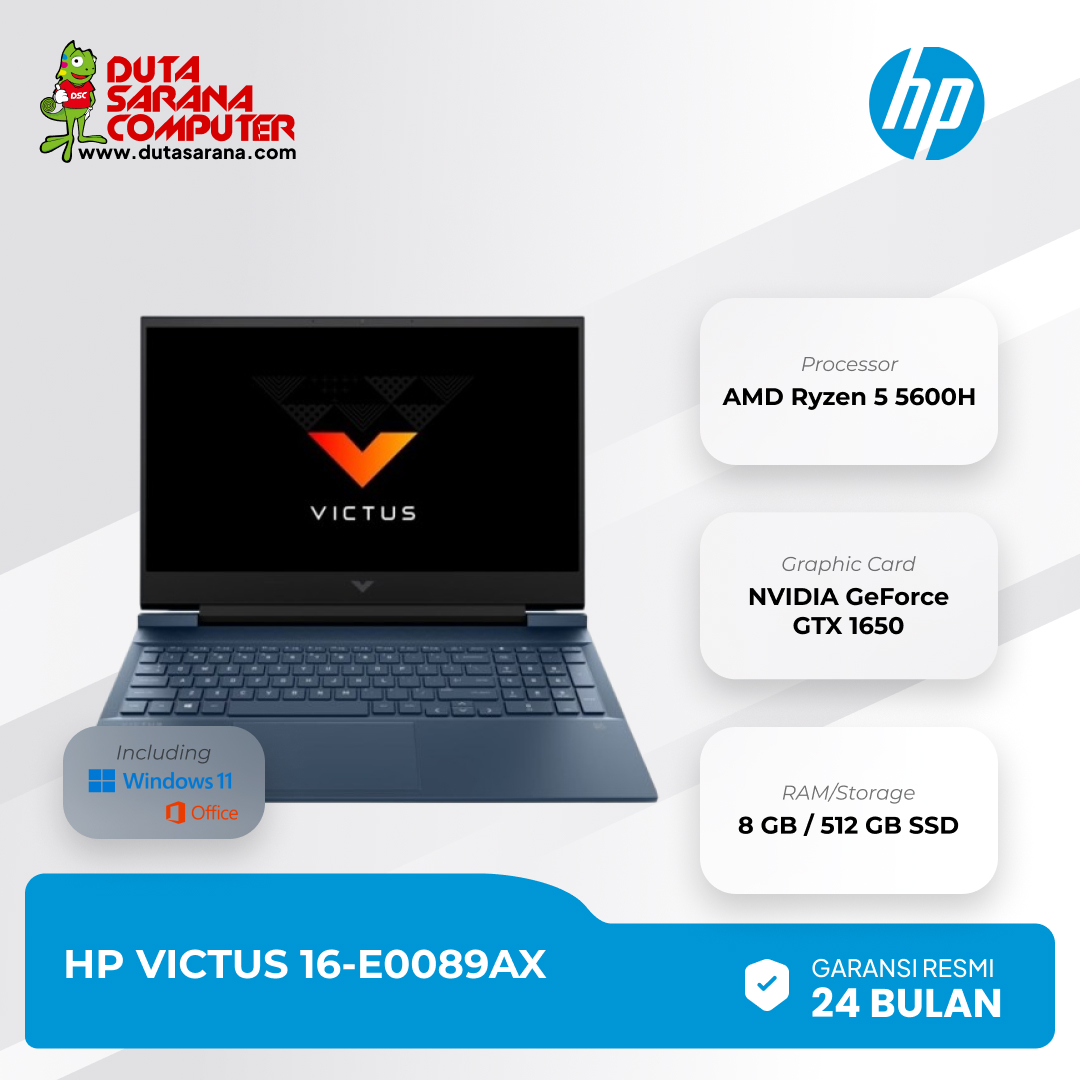 DUTA
SARANA
COMPUTER
DSC
www.dutasarana.com
hp
VICTUS
Processor
AMD Ryzen 5 5600H
Graphic Card
NVIDIA GeForce
GTX 1650
RAM/Storage
8 GB / 512 GB SSD
Including
Windows 11
Office
HP VICTUS 16-E0089AX
GARANSI RESMI
24 BULAN